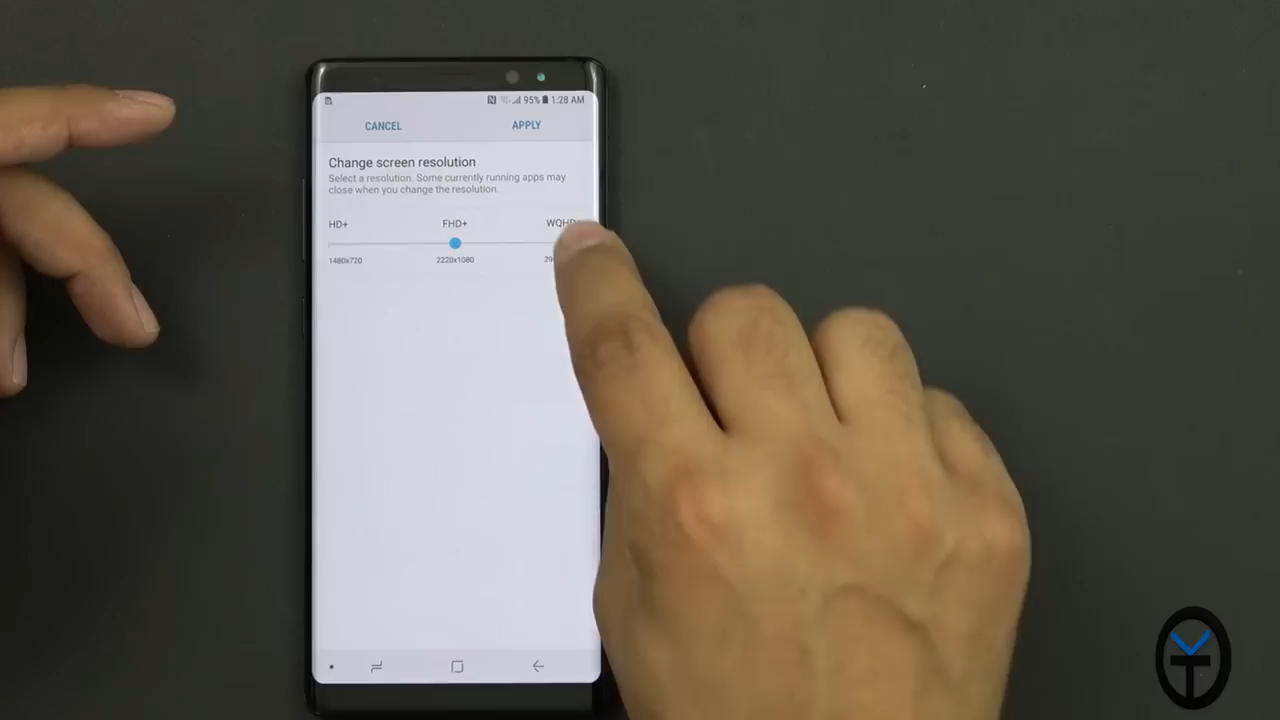 95% 1:28 AM
CANCEL APPLY
Change screen resolution
Select a resolution. Some currently running apps may
close when you change the resolution.
HD+ FHD+
1480x720 2220x1080